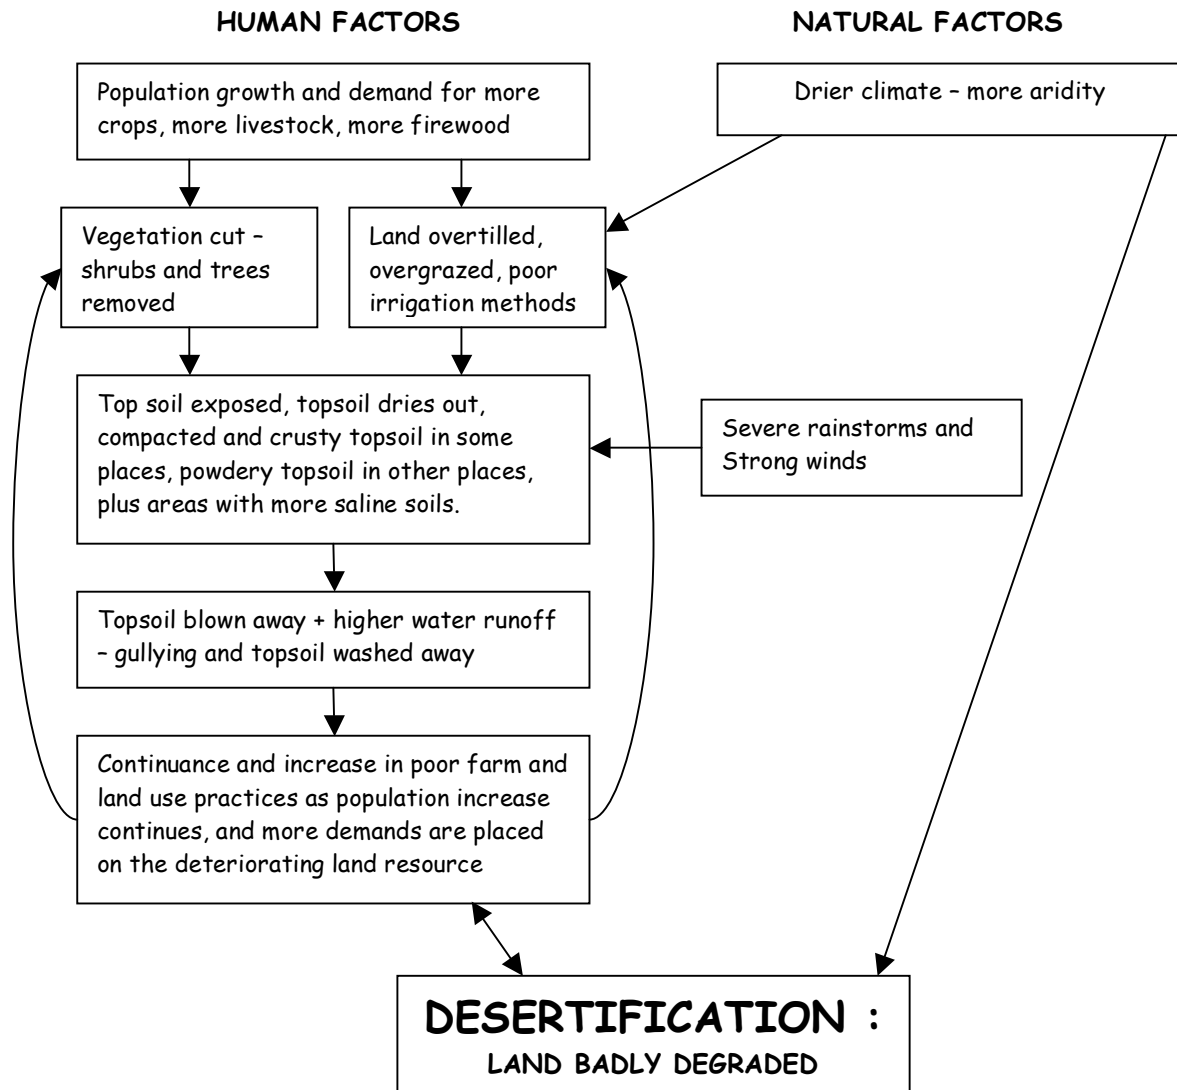 HUMAN FACTORS
NATURAL FACTORS
Population growth and demand for more
crops, more livestock, more firewood
Drier climate – more aridity
Vegetation cut –
shrubs and trees
removed
Land overtilled,
overgrazed, poor
irrigation methods
Top soil exposed, topsoil dries out,
compacted and crusty topsoil in some
places, powdery topsoil in other places,
plus areas with more saline soils.
Severe rainstorms and
Strong winds
Topsoil blown away + higher water runoff
– gullying and topsoil washed away
Continuance and increase in poor farm and
land use practices as population increase
continues, and more demands are placed
on the deteriorating land resource
DESERTIFICATION :
LAND BADLY DEGRADED